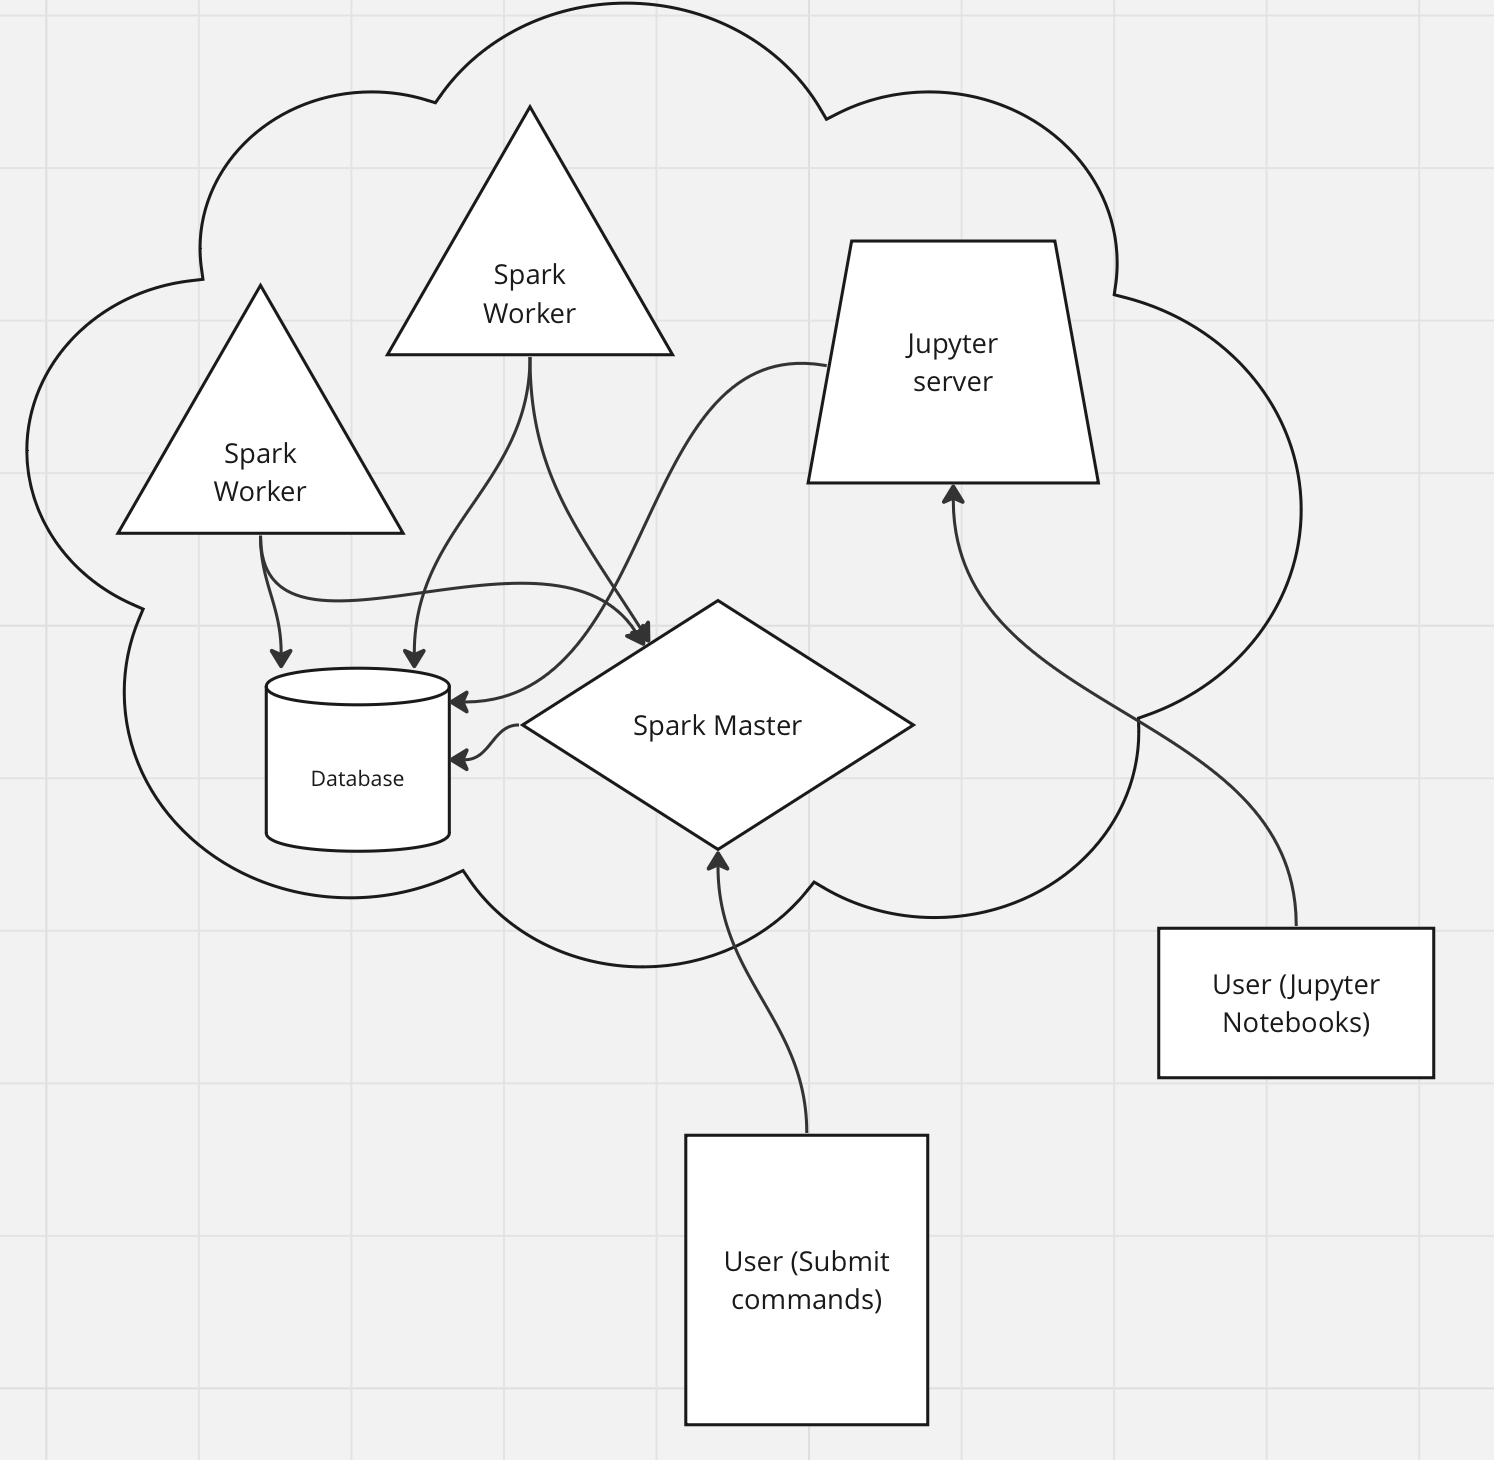 Spark
Worker
Spark
Worker
Jupyter
server
Spark Master
Database
User (Jupyter
Notebooks)
User (Submit
commands)